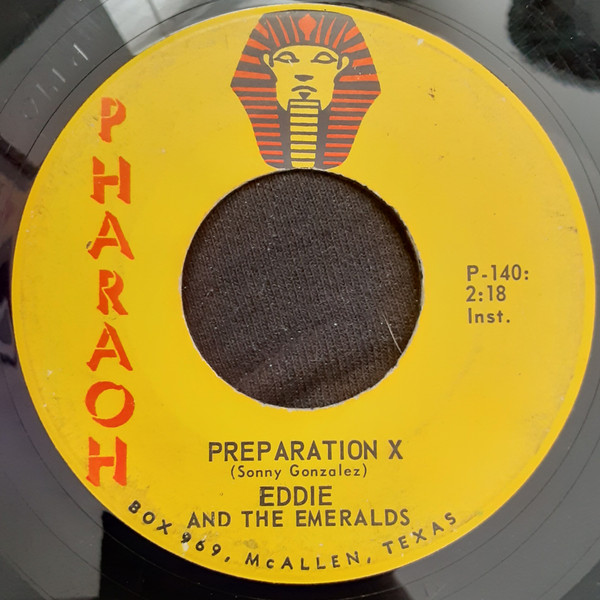 PHARAOH
P-140:
2:18
Inst.
PREPARATION X
(Sonny Gonzalez)
EDDIE
AND THE EMERALDS
BOX 969, McALLEN, TEXAS